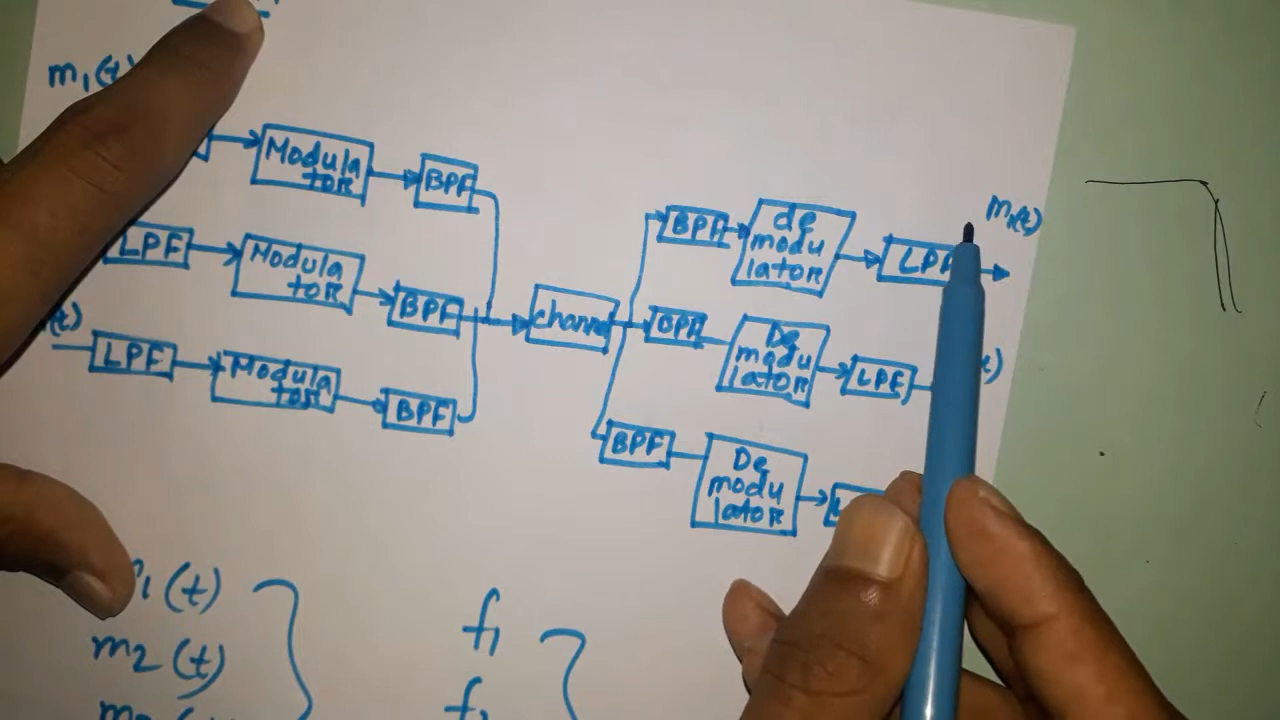 m1(t)
Modula
tor
BPF
LPF
Modula
tor
BPF
(t)
LPF
Modula
tor
BPF
channel
BPF
de
modu
lator
LPF
m1(t)
BPF
De
modu
lator
LPF
BPF
De
modu
lator
m1(t)
m2(t)
f1